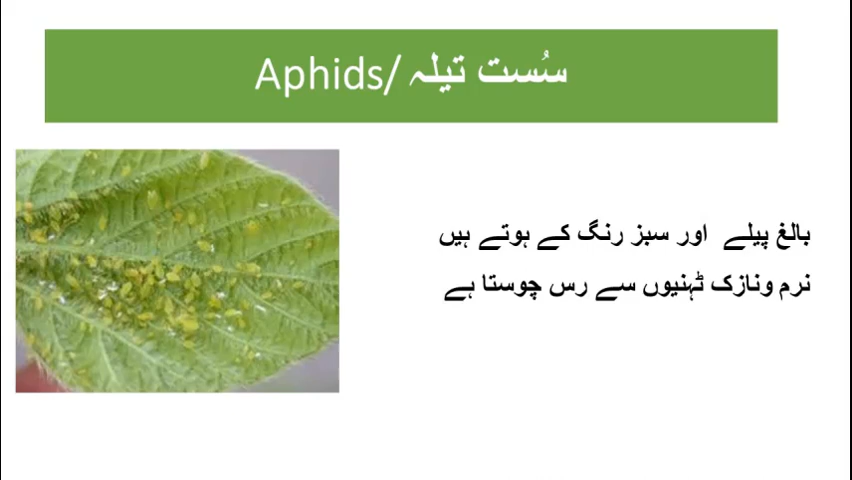 سُست تیلہ /Aphids
بالغ پیلے اور سبز رنگ کے ہوتے ہیں
نرم ونازک ٹہنیوں سے رس چوستا ہے